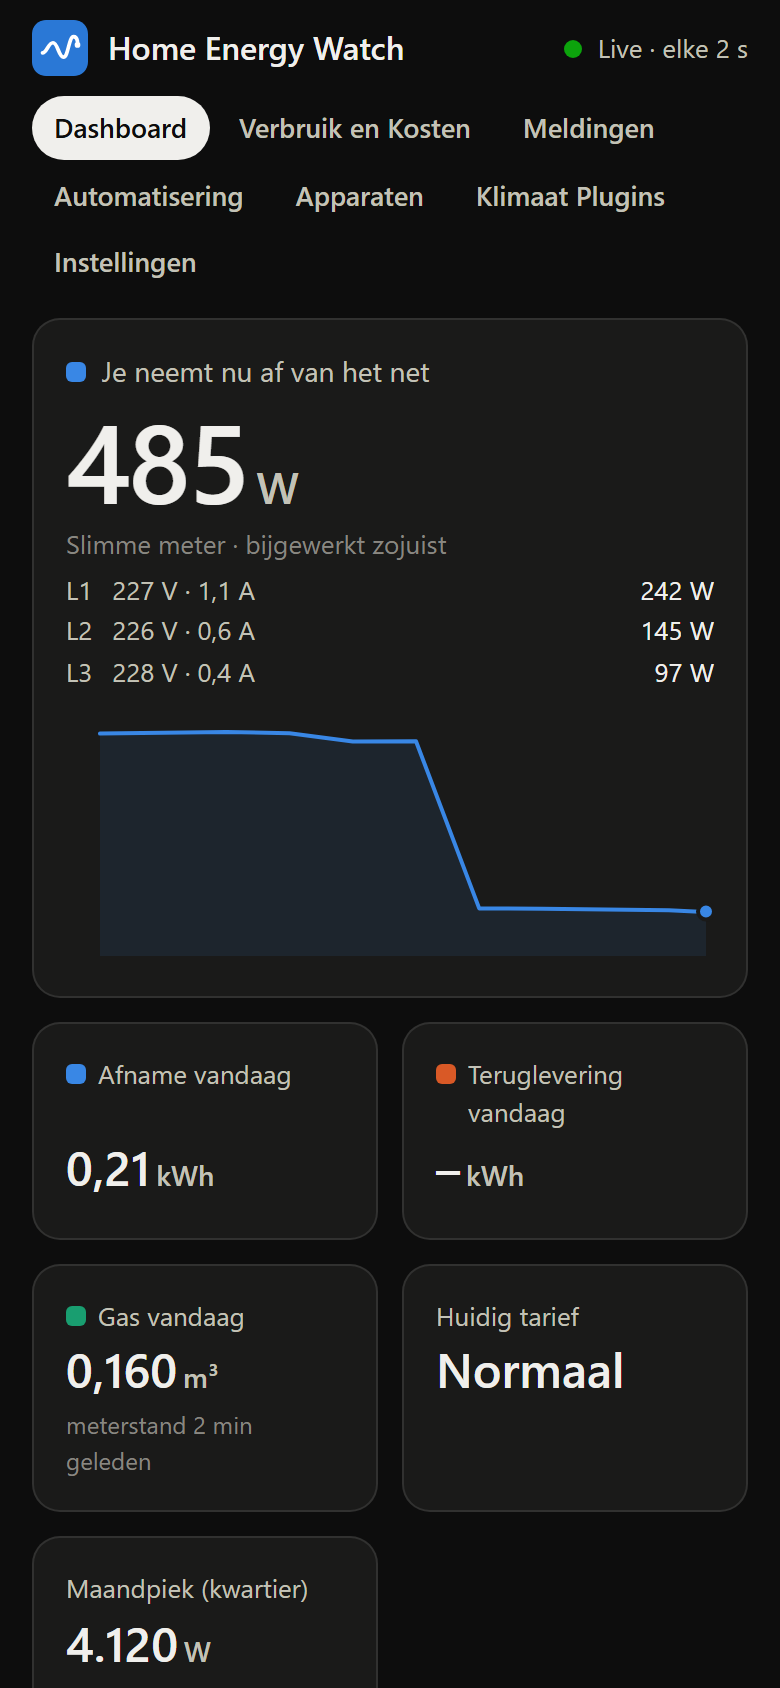 Home Energy Watch
Live · elke 2 s
Dashboard
Verbruik en Kosten
Meldingen
Automatisering
Apparaten
Klimaat Plugins
Instellingen
Je neemt nu af van het net
485 W
Slimme meter · bijgewerkt zojuist
L1 227 V · 1,1 A 242 W
L2 226 V · 0,6 A 145 W
L3 228 V · 0,4 A 97 W
Afname vandaag
0,21 kWh
Teruglevering
vandaag
– kWh
Gas vandaag
0,160 m³
meterstand 2 min
geleden
Huidig tarief
Normaal
Maandpiek (kwartier)
4.120 W